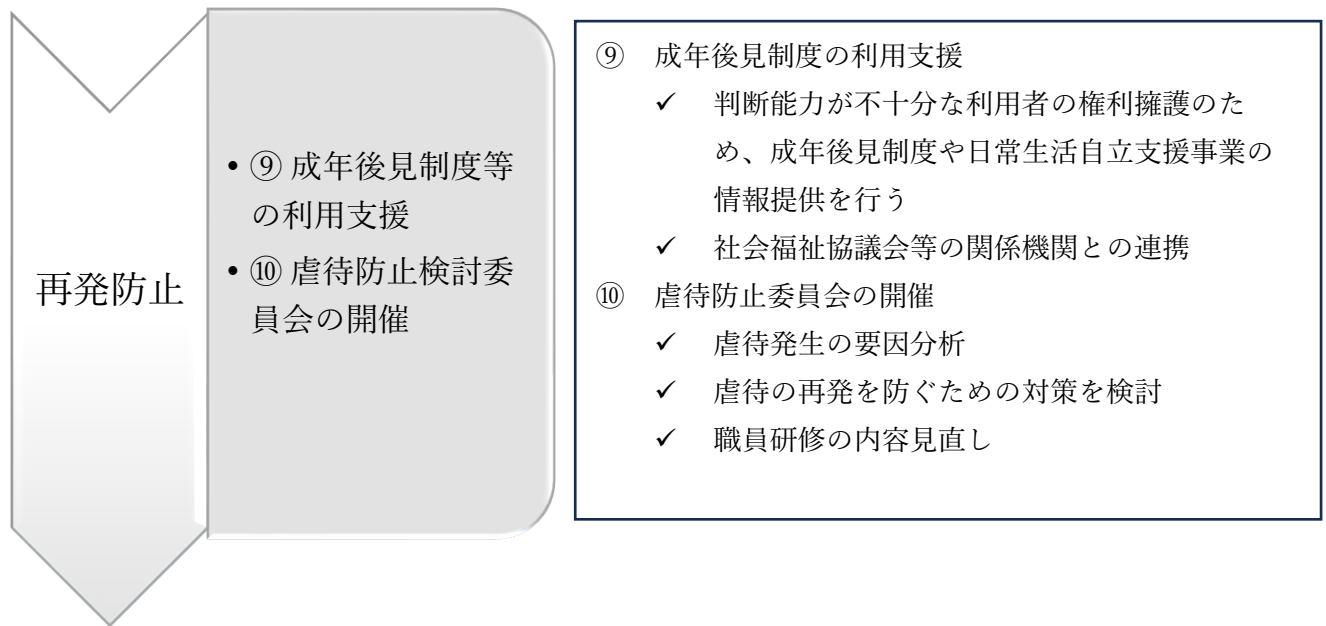 再発防止
• ⑨ 成年後見制度等
の利用支援
• ⑩ 虐待防止検討委
員会の開催
⑨ 成年後見制度の利用支援
✓ 判断能力が不十分な利用者の権利擁護のた
め、成年後見制度や日常生活自立支援事業の
情報提供を行う
✓ 社会福祉協議会等の関係機関との連携
⑩ 虐待防止委員会の開催
✓ 虐待発生の要因分析
✓ 虐待の再発を防ぐための対策を検討
✓ 職員研修の内容見直し